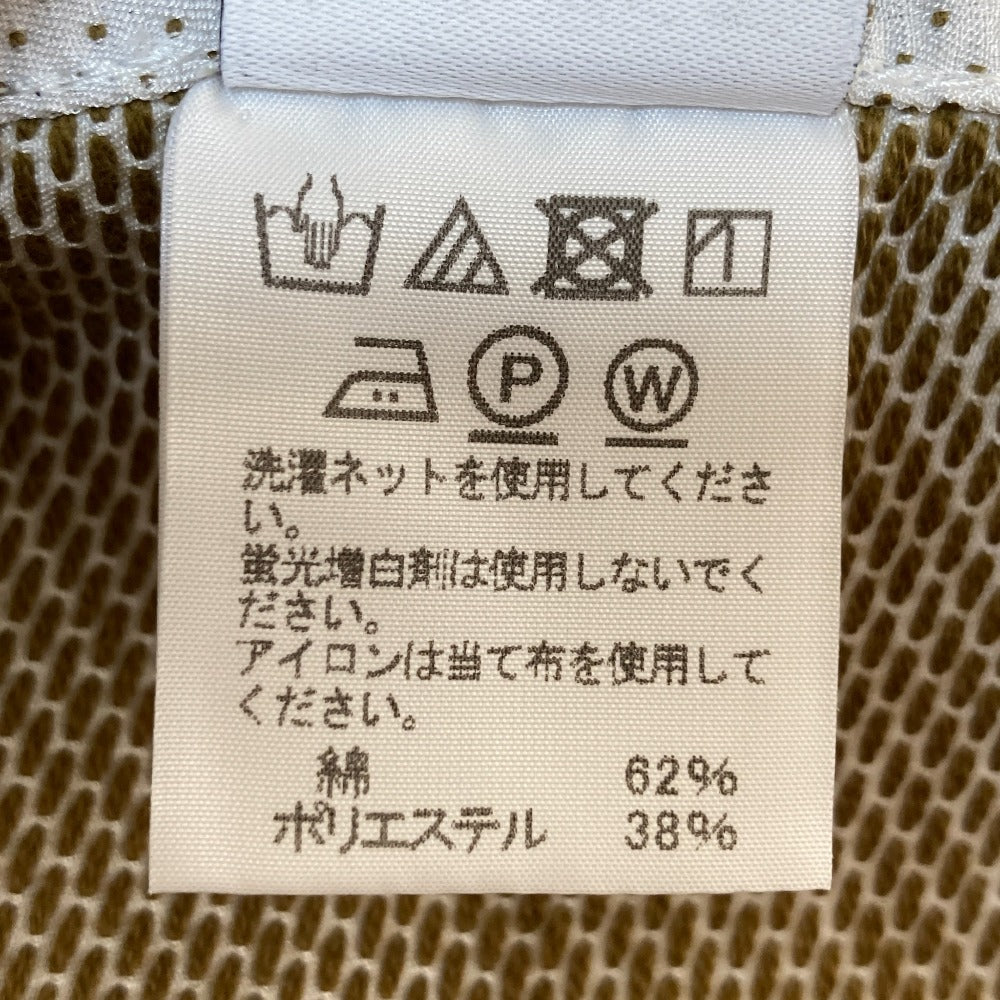 P W
洗濯ネットを使用してくださ
い。
蛍光増白剤は使用しないでく
ださい。
アイロンは当て布を使用して
ください。
綿 62%
ポリエステル 38%